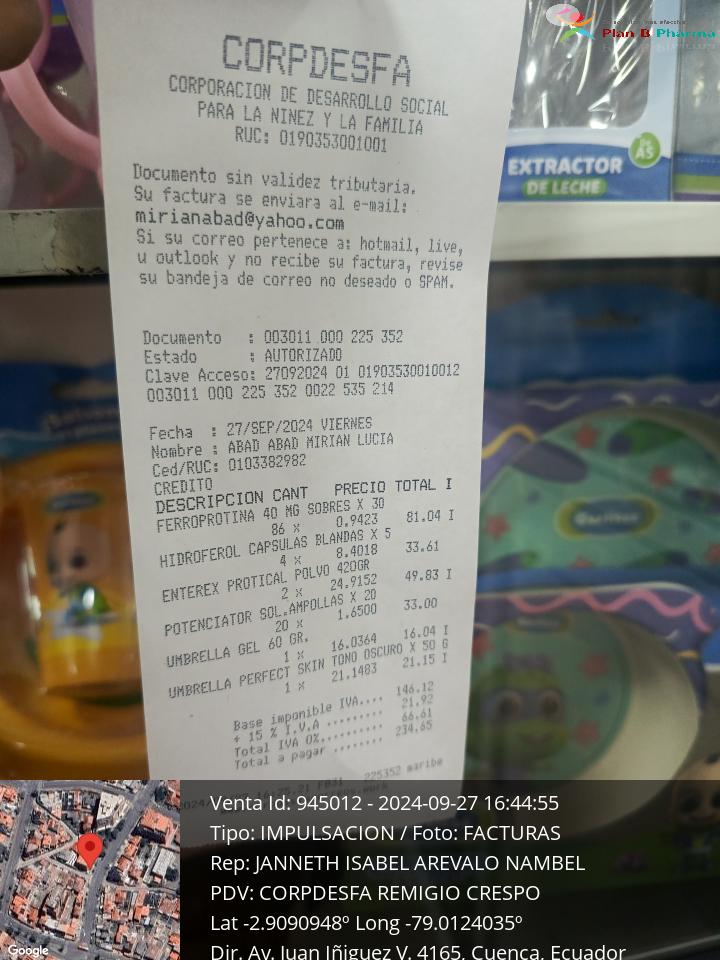 Plan B Pharma
EXTRACTOR
DE LECHE
CORPDESFA
CORPORACION DE DESARROLLO SOCIAL
PARA LA NINEZ Y LA FAMILIA
RUC: 0190353001001
Documento sin validez tributaria.
Su factura se enviara al e-mail:
mirianabad@yahoo.com
Si su correo pertenece a: hotmail, live,
u outlook y no recibe su factura, revise
su bandeja de correo no deseado o SPAM.
Documento : 003011 000 225 352
Estado : AUTORIZADO
Clave Acceso: 27092024 01 01903530010012
003011 000 225 352 0022 535 214
Fecha : 27/SEP/2024 VIERNES
Nombre : ABAD ABAD MIRIAN LUCIA
Ced/RUC: 0103382982
CREDITO
DESCRIPCION CANT PRECIO TOTAL I
FERROPROTINA 40 MG SOBRES X 30
86 x 0.9423 81.04 I
HIDROFEROL CAPSULAS BLANDAS X 5
4 x 8.4018 33.61
ENTEREX PROTICAL POLVO 420GR
2 x 24.9152 49.83 I
POTENCIATOR SOL.AMPOLLAS X 20
20 x 1.6500 33.00
UMBRELLA GEL 60 GR.
1 x 16.0364 16.04 I
UMBRELLA PERFECT SKIN TONO OSCURO X 50 G
1 x 21.1483 21.15 I
Base imponible IVA.... 146.12
+ 15 % I.V.A ......... 21.92
Total IVA 0%.......... 66.61
Total a pagar ........ 234.65
225352 maribe
Venta Id: 945012 - 2024-09-27 16:44:55
Tipo: IMPULSACION / Foto: FACTURAS
Rep: JANNETH ISABEL AREVALO NAMBEL
PDV: CORPDESFA REMIGIO CRESPO
Lat -2.9090948º Long -79.0124035º
Dir. Av. Juan Iñiguez V. 4165, Cuenca, Ecuador
Google